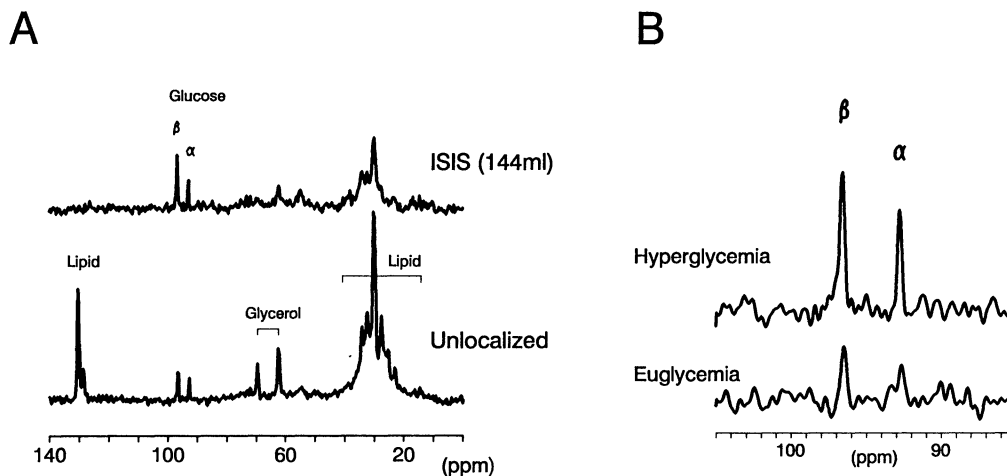 A
Glucose
β
α
ISIS (144ml)
Lipid
Lipid
Glycerol
Unlocalized
140 100 60 20 (ppm)
B
β
α
Hyperglycemia
Euglycemia
100 (ppm) 90